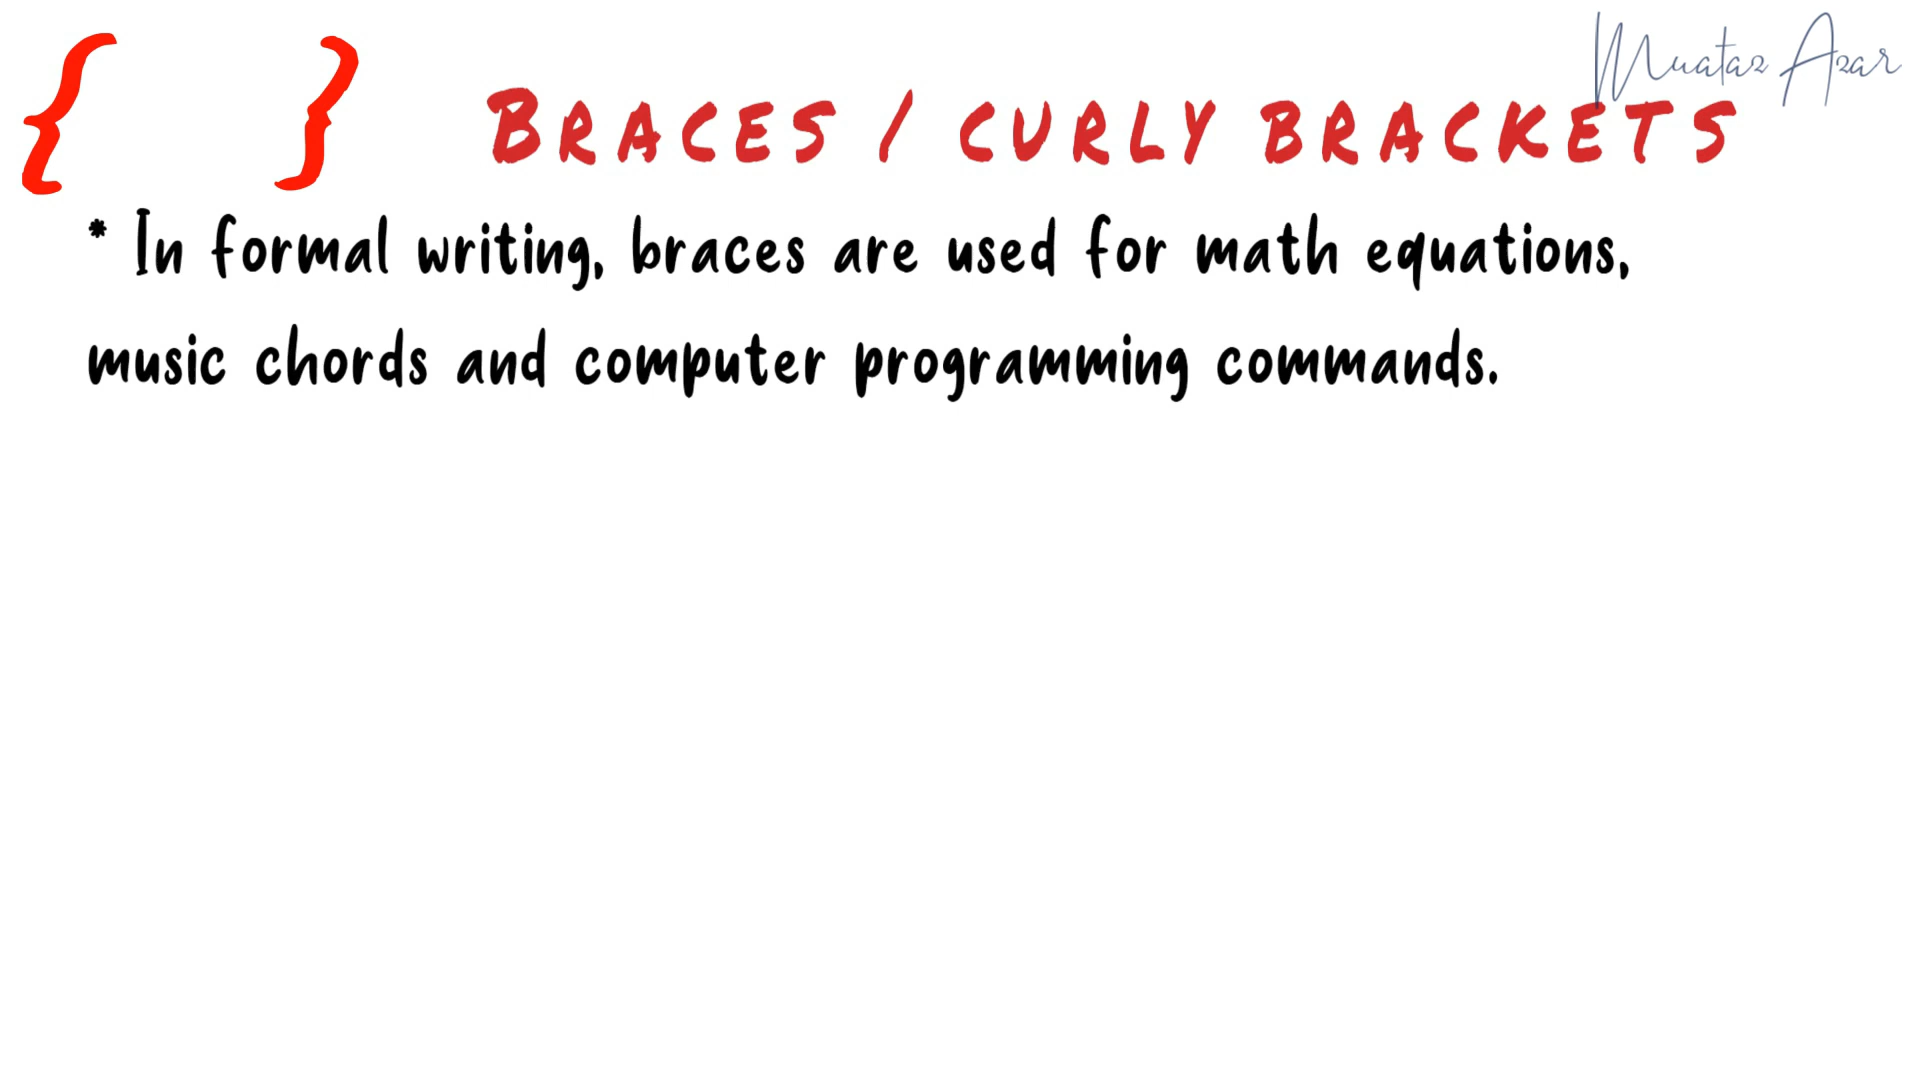 Muataz Azar
{ } BRACES / CURLY BRACKETS
* In formal writing, braces are used for math equations,
music chords and computer programming commands.